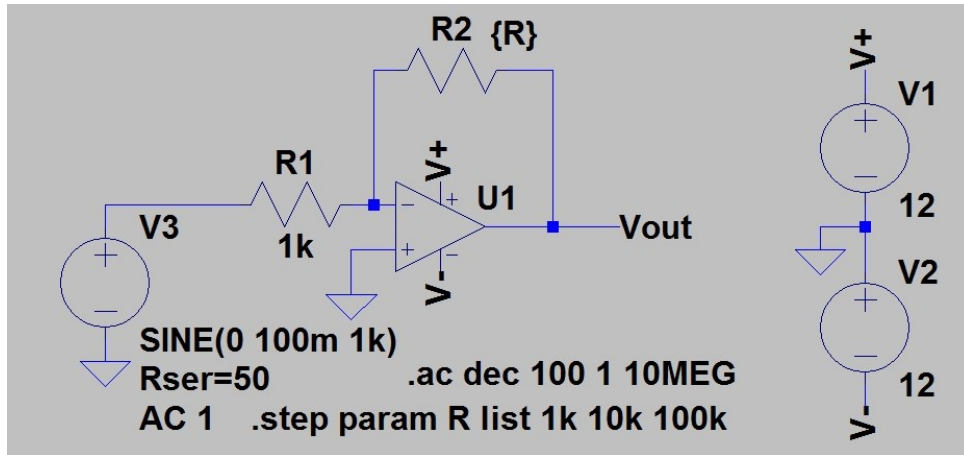 R2 {R}
V+
V1
R1
V+
U1
12
V3
1k
Vout
V-
V2
SINE(0 100m 1k)
Rser=50
.ac dec 100 1 10MEG
12
AC 1
.step param R list 1k 10k 100k
V-